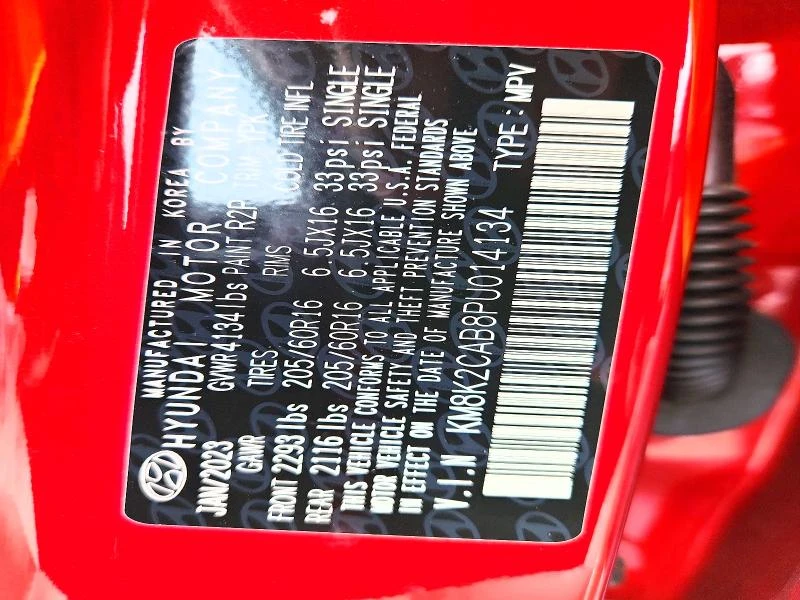 MANUFACTURED IN KOREA BY
HYUNDAI MOTOR COMPANY
JAN/2023 GVWR 4134 lbs PAINT R2P TRIM YPK
GAWR TIRES RMS COLD TIRE INFL
FRONT 2293 lbs 205/60R16 6.5JX16 33psi SINGLE
REAR 2116 lbs 205/60R16 6.5JX16 33psi SINGLE
THIS VEHICLE CONFORMS TO ALL APPLICABLE U.S.A. FEDERAL
MOTOR VEHICLE SAFETY AND THEFT PREVENTION STANDARDS
IN EFFECT ON THE DATE OF MANUFACTURE SHOWN ABOVE.
V.I.N KM8K2CAB8PU014134 TYPE : MPV